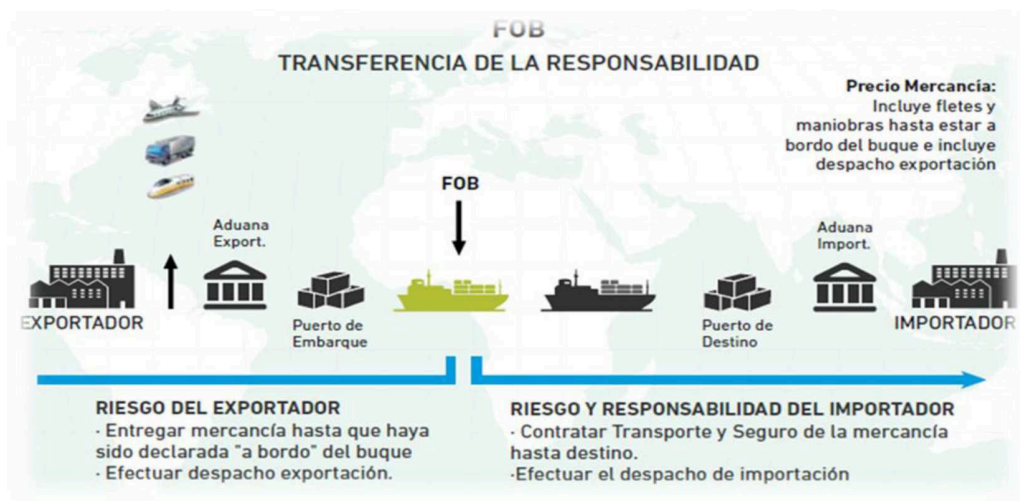 FOB
TRANSFERENCIA DE LA RESPONSABILIDAD
Precio Mercancía:
Incluye fletes y
maniobras hasta estar a
bordo del buque e incluye
despacho exportación
FOB
Aduana
Export.
Aduana
Import.
EXPORTADOR
Puerto de
Embarque
Puerto de
Destino
IMPORTADOR
RIESGO DEL EXPORTADOR
· Entregar mercancía hasta que haya
sido declarada "a bordo" del buque
· Efectuar despacho exportación.
RIESGO Y RESPONSABILIDAD DEL IMPORTADOR
· Contratar Transporte y Seguro de la mercancía
hasta destino.
·Efectuar el despacho de importación